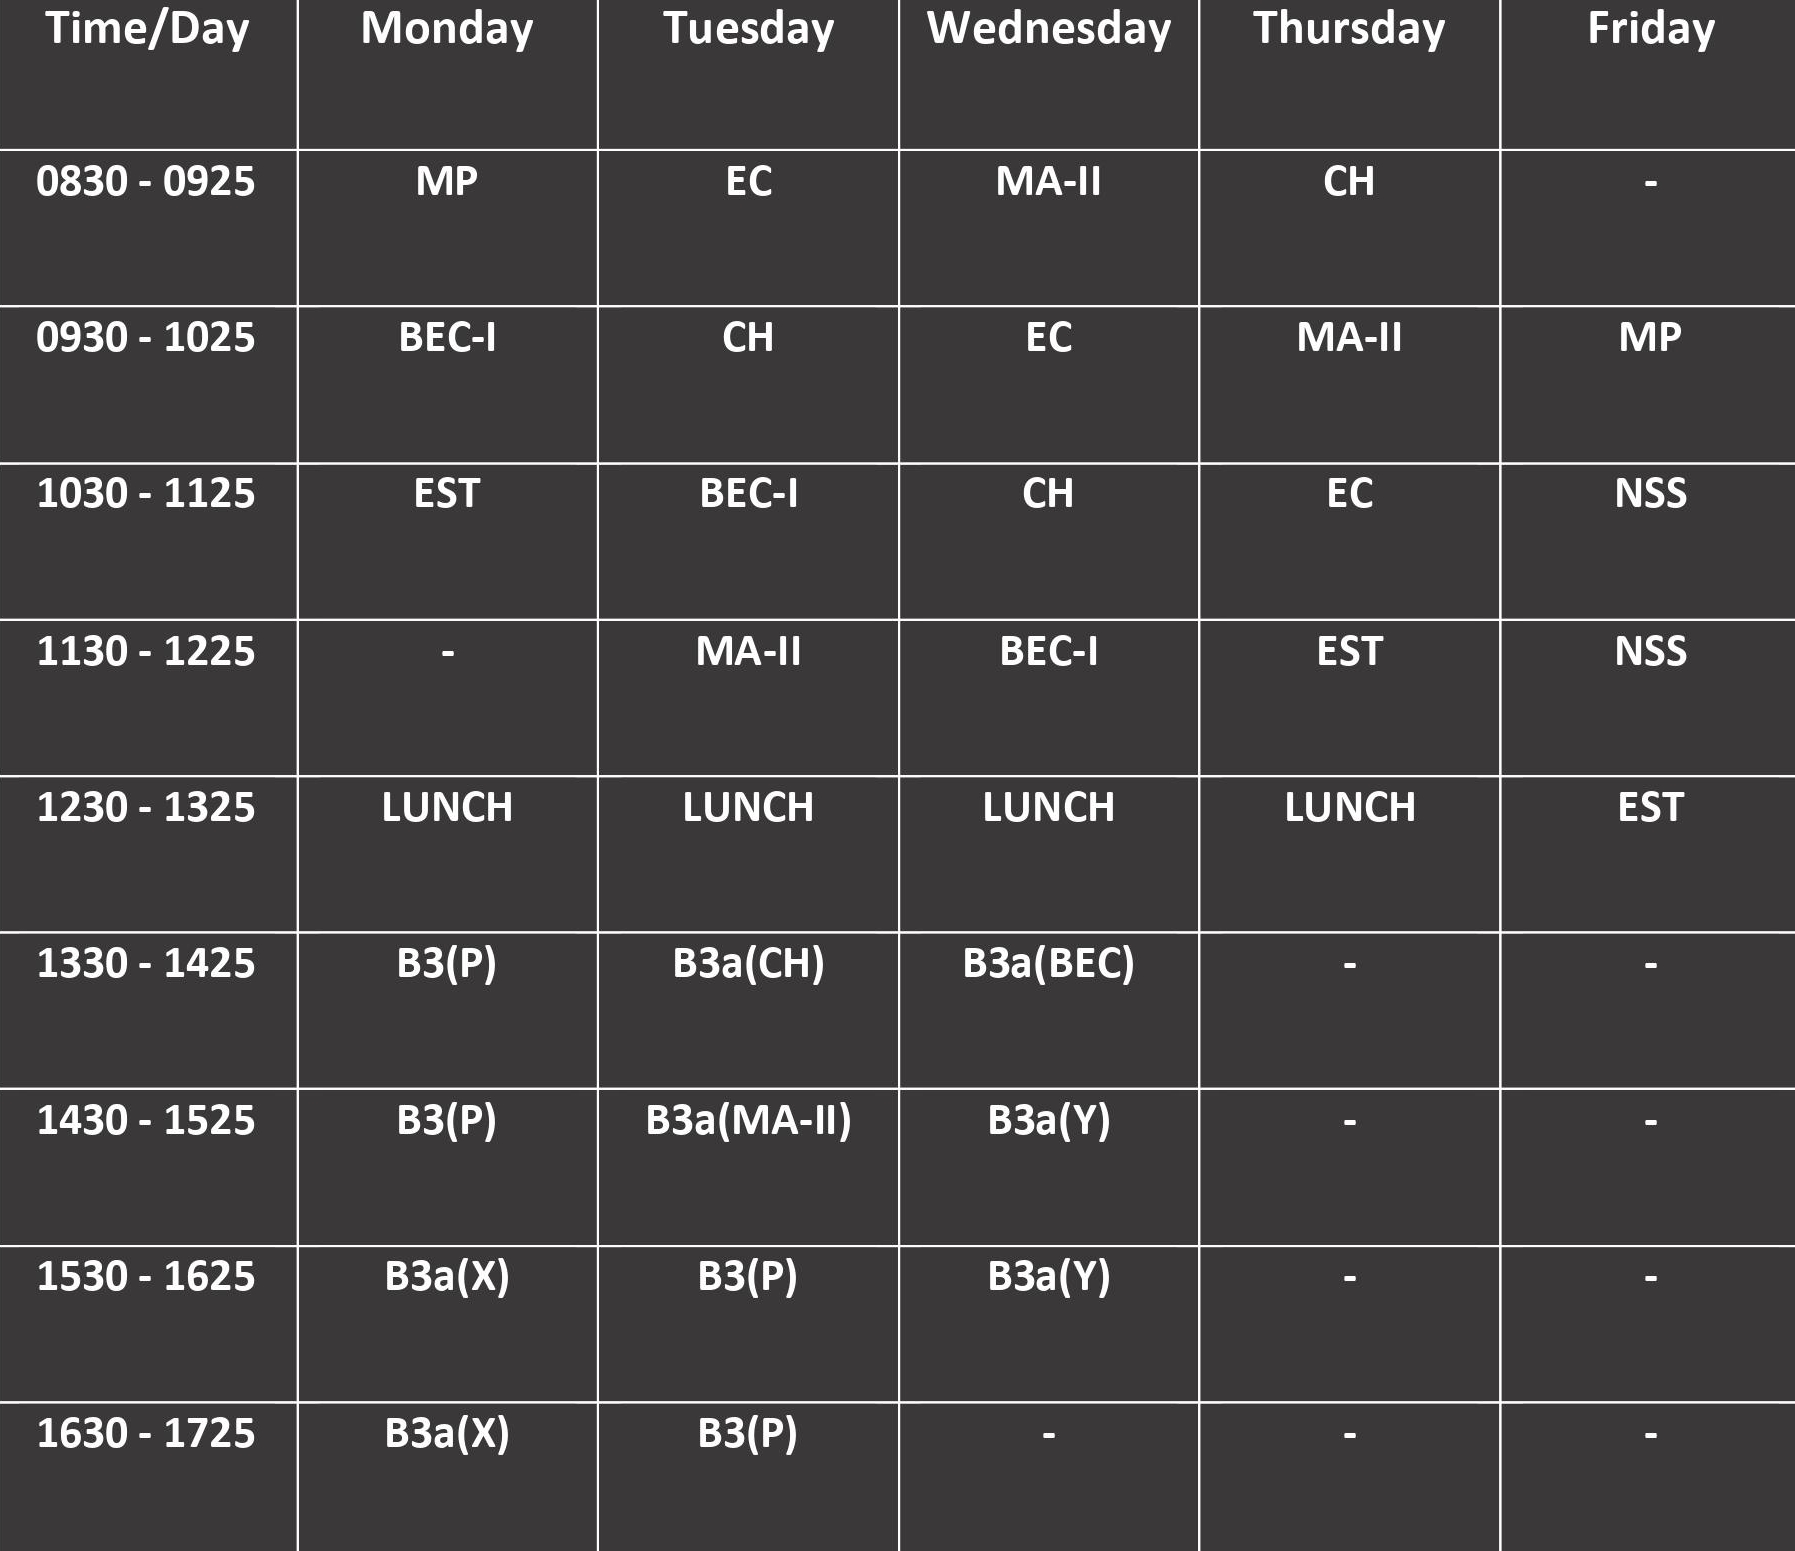 Time/Day Monday Tuesday Wednesday Thursday Friday
0830 - 0925 MP EC MA-II CH -
0930 - 1025 BEC-I CH EC MA-II MP
1030 - 1125 EST BEC-I CH EC NSS
1130 - 1225 - MA-II BEC-I EST NSS
1230 - 1325 LUNCH LUNCH LUNCH LUNCH EST
1330 - 1425 B3(P) B3a(CH) B3a(BEC) - -
1430 - 1525 B3(P) B3a(MA-II) B3a(Y) - -
1530 - 1625 B3a(X) B3(P) B3a(Y) - -
1630 - 1725 B3a(X) B3(P) - - -